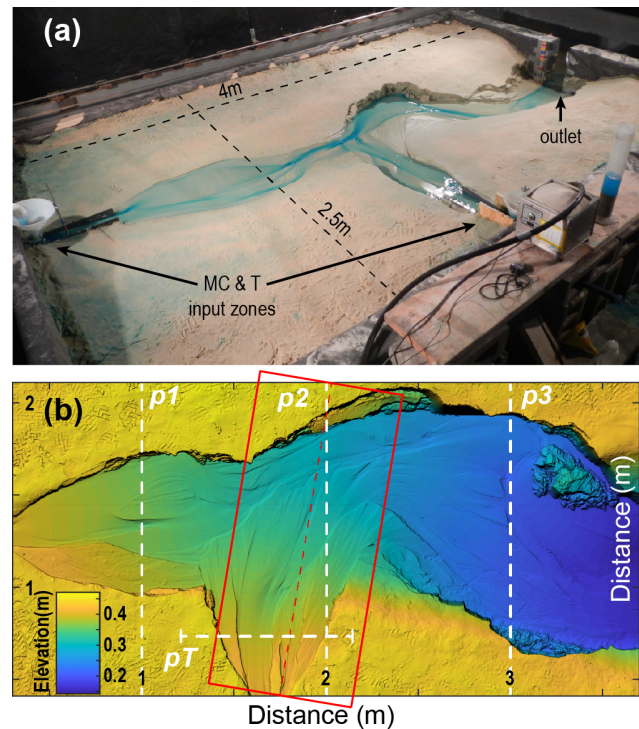 (a)
4m
outlet
2.5m
MC & T
input zones
(b)
2
p1
p2
p3
1
Elevation(m)
0.4
0.3
0.2
pT
1
2
3
Distance (m)
Distance (m)